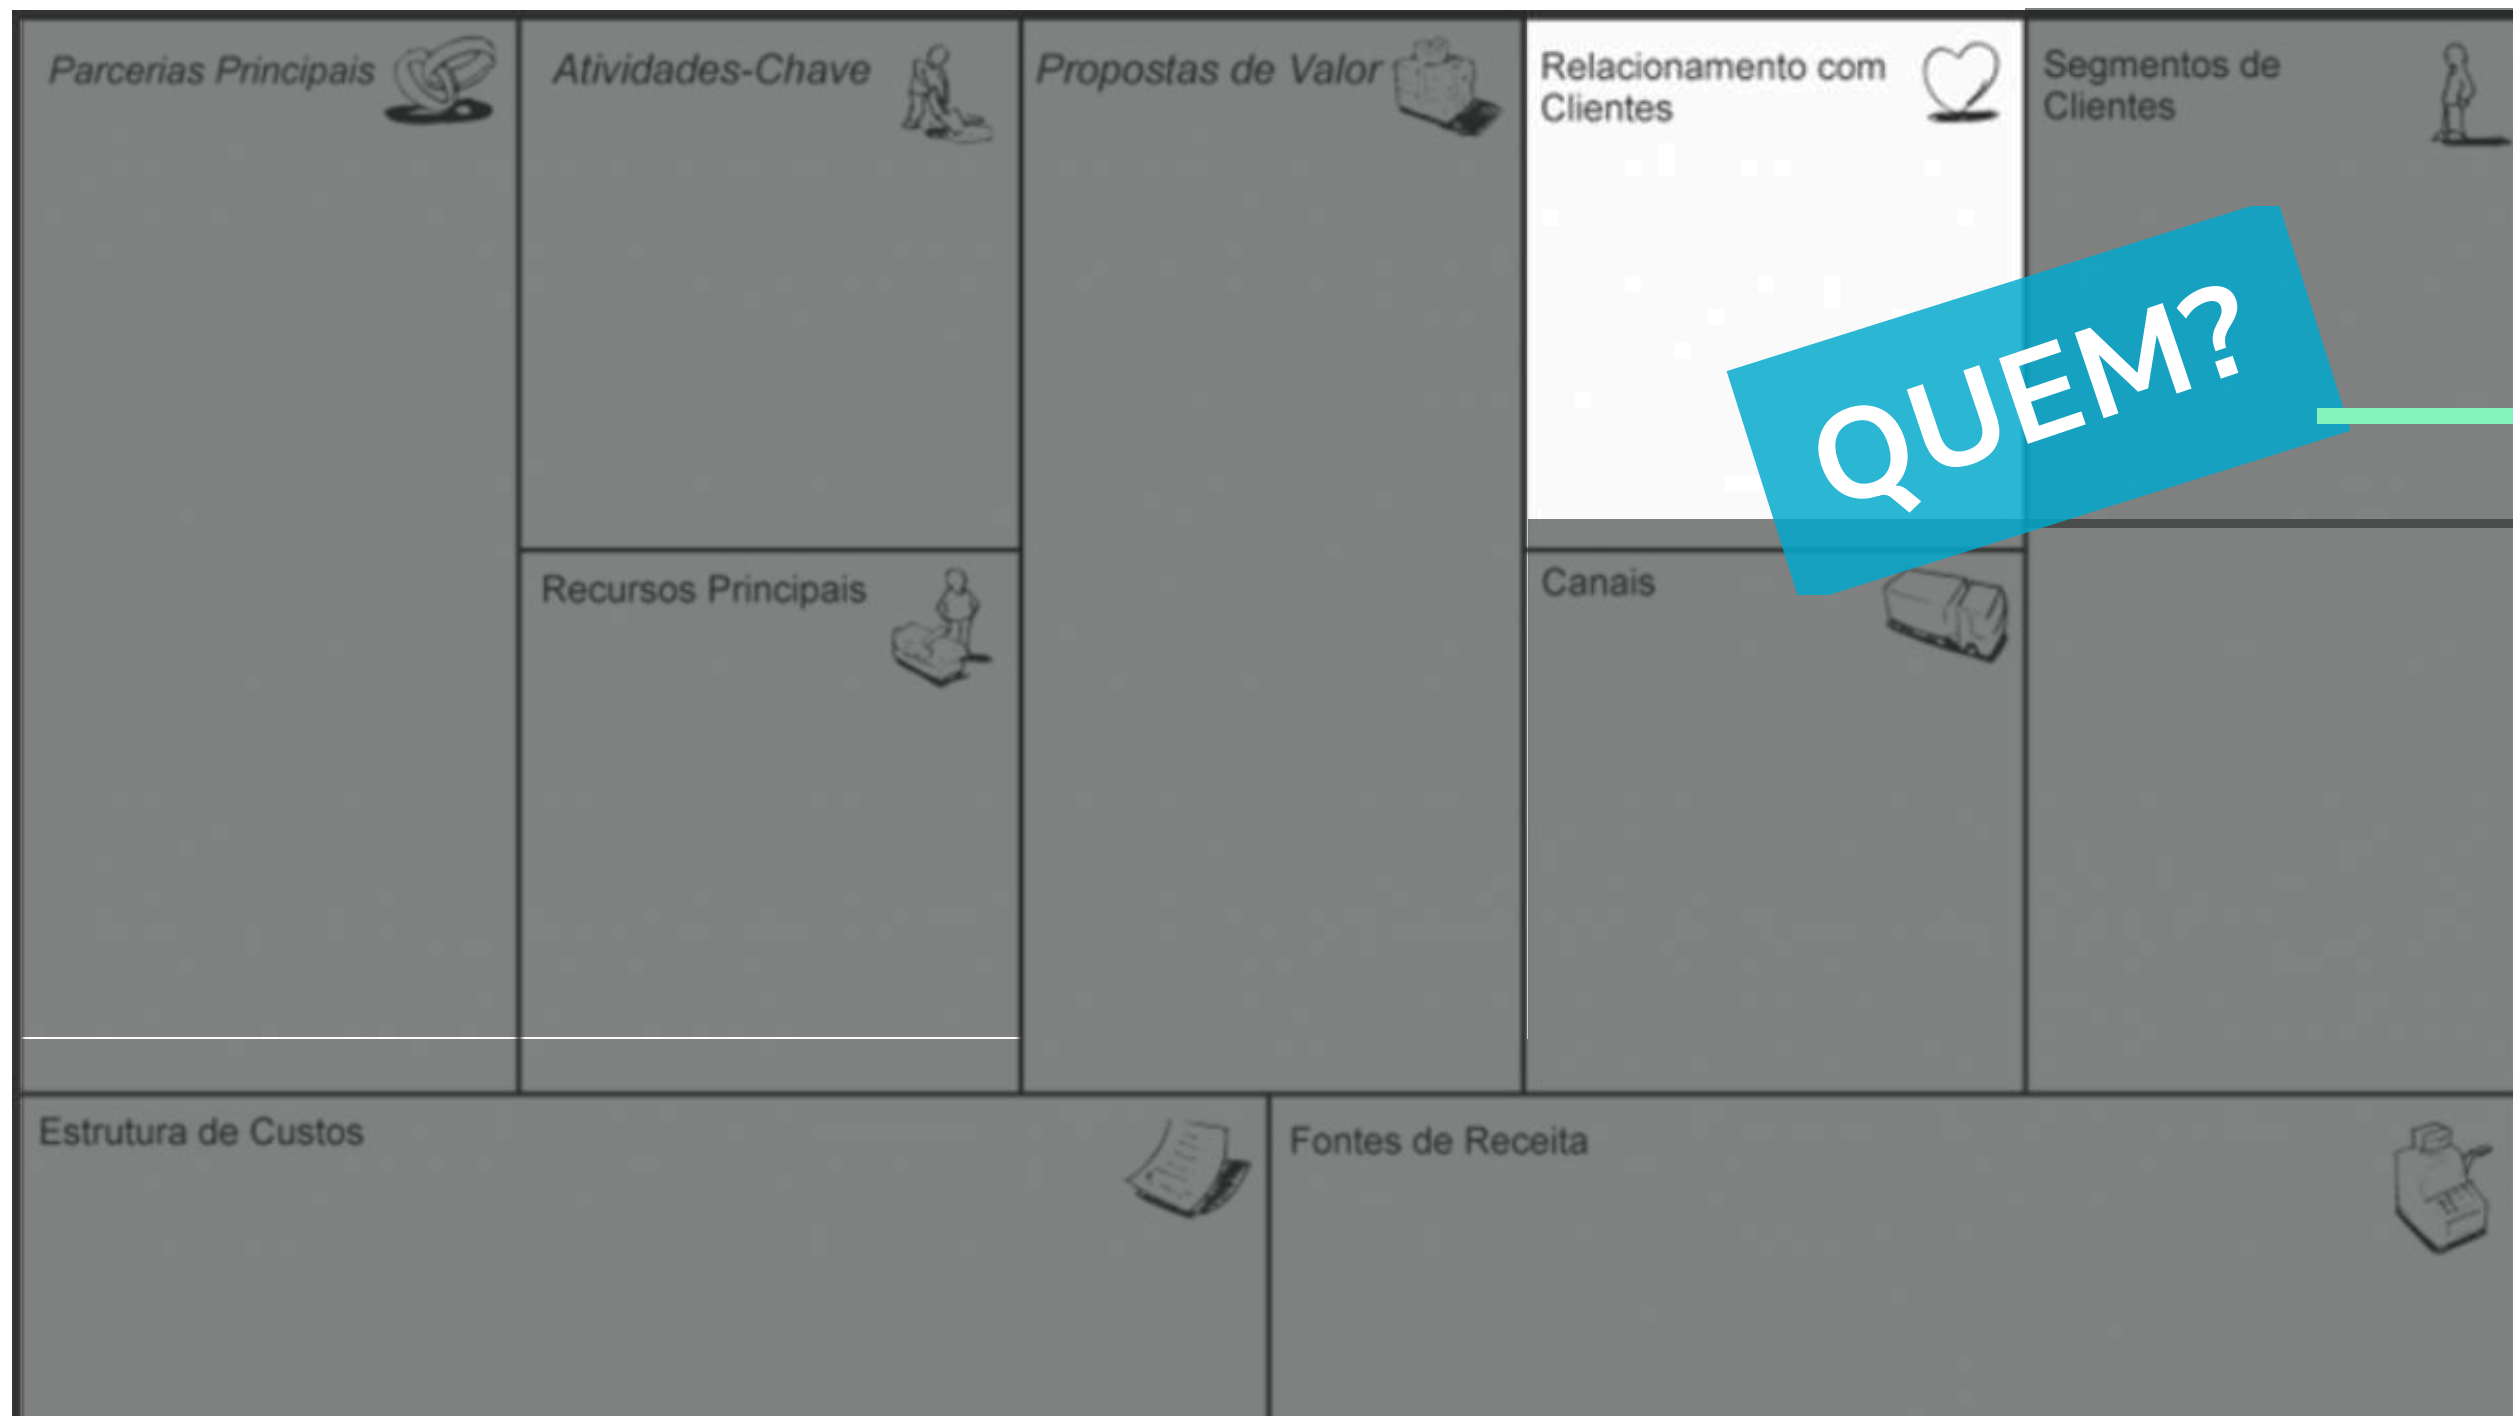 Parcerias Principais
Atividades-Chave
Propostas de Valor
Relacionamento com
Clientes
Segmentos de
Clientes
QUEM?
Recursos Principais
Canais
Estrutura de Custos
Fontes de Receita